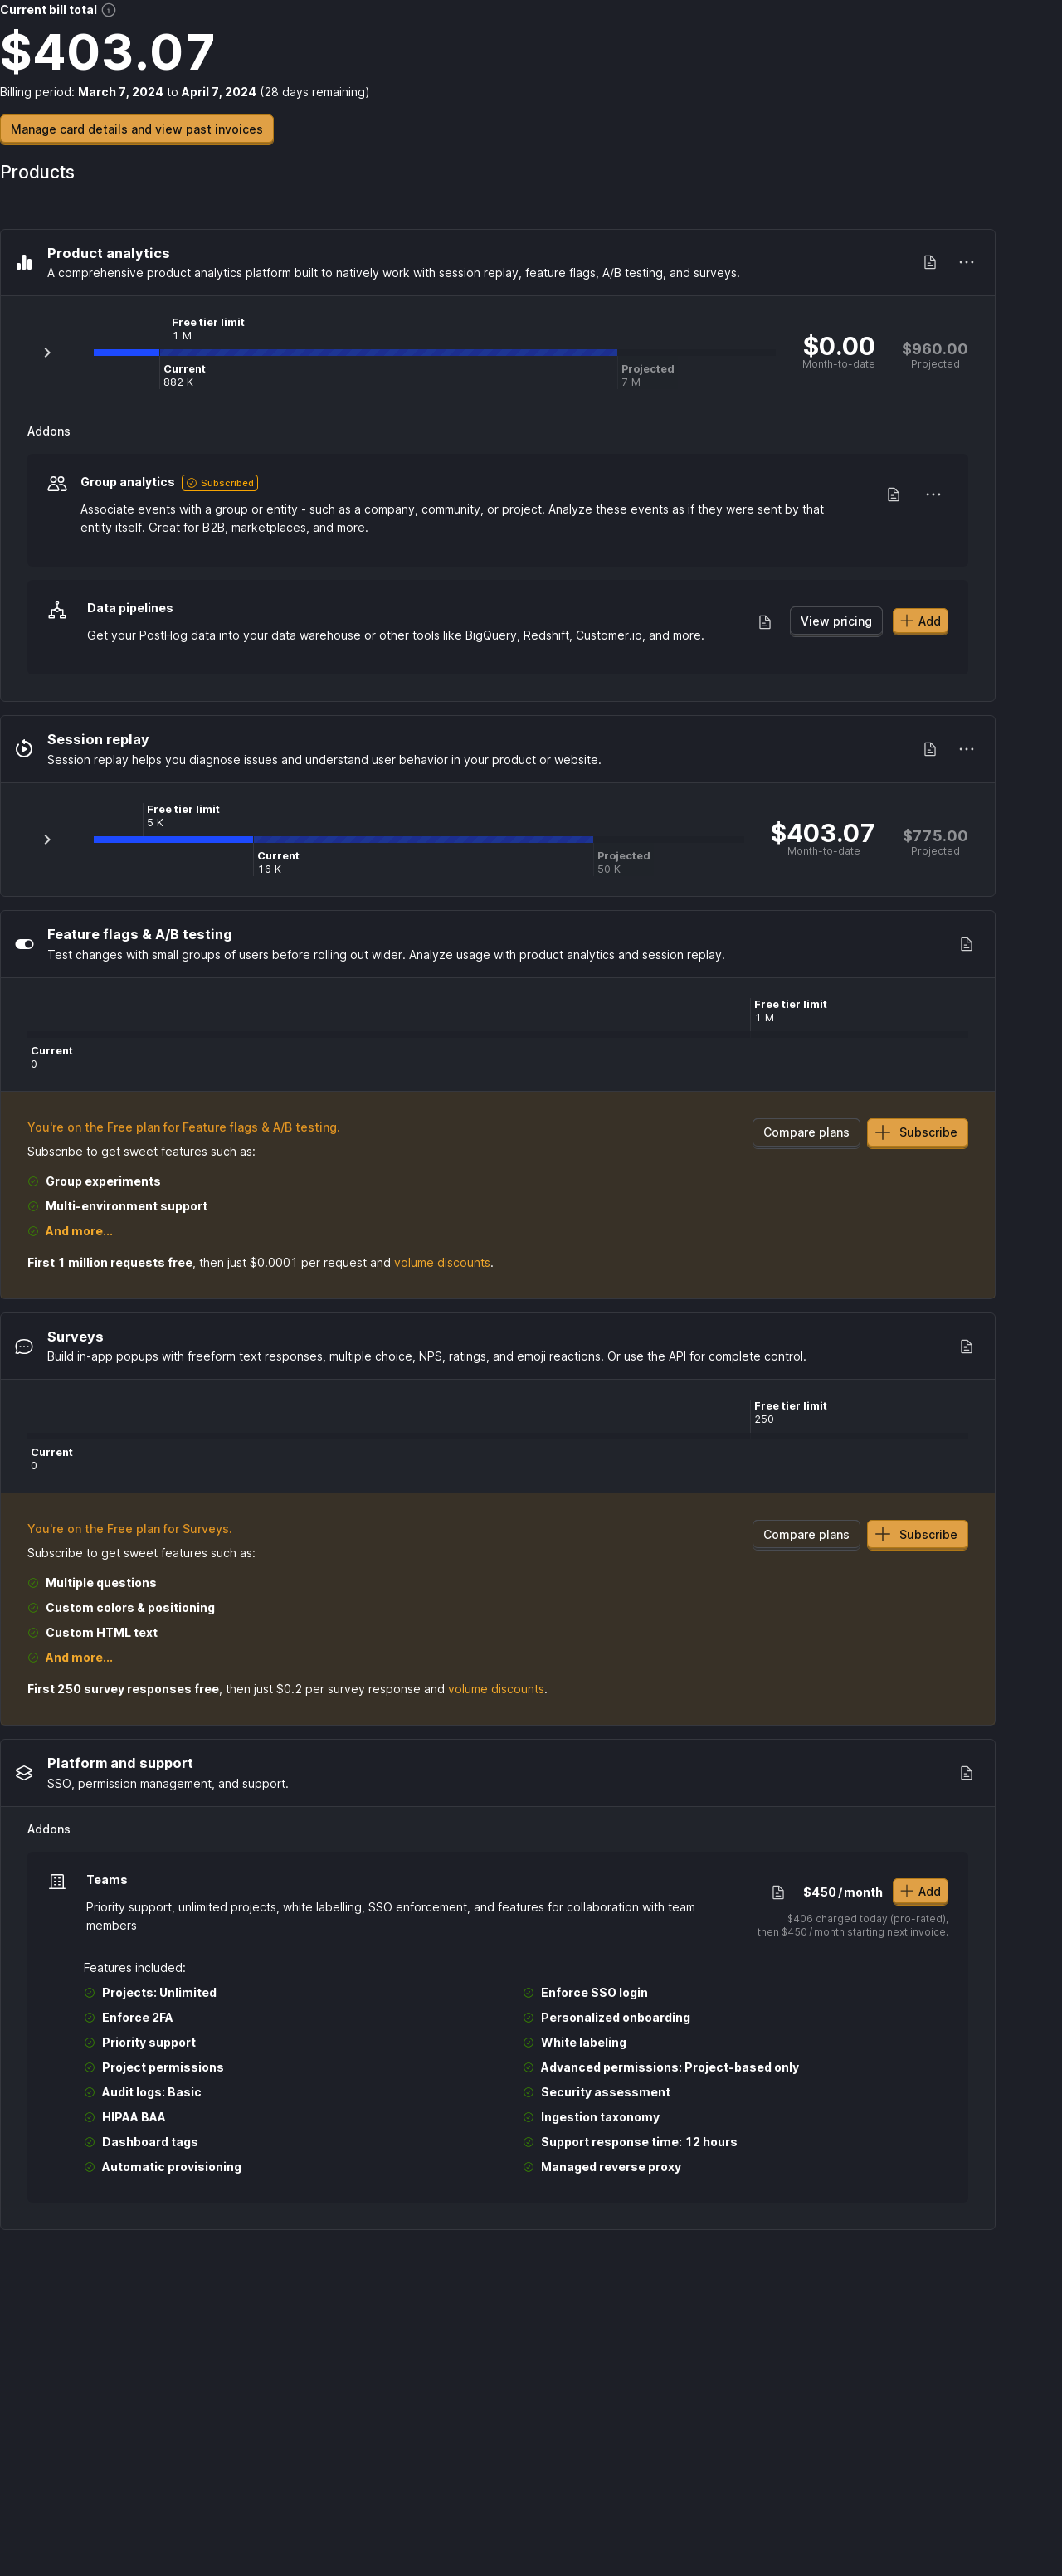 Current bill total
$403.07
Billing period: March 7, 2024 to April 7, 2024 (28 days remaining)
Manage card details and view past invoices
Products
Product analytics
A comprehensive product analytics platform built to natively work with session replay, feature flags, A/B testing, and surveys.
Free tier limit
1 M
Current
882 K
Projected
7 M
$0.00
Month-to-date
$960.00
Projected
Addons
Group analytics
Subscribed
Associate events with a group or entity - such as a company, community, or project. Analyze these events as if they were sent by that
entity itself. Great for B2B, marketplaces, and more.
Data pipelines
Get your PostHog data into your data warehouse or other tools like BigQuery, Redshift, Customer.io, and more.
View pricing
Add
Session replay
Session replay helps you diagnose issues and understand user behavior in your product or website.
Free tier limit
5 K
Current
16 K
Projected
50 K
$403.07
Month-to-date
$775.00
Projected
Feature flags & A/B testing
Test changes with small groups of users before rolling out wider. Analyze usage with product analytics and session replay.
Free tier limit
1 M
Current
0
You're on the Free plan for Feature flags & A/B testing.
Subscribe to get sweet features such as:
Group experiments
Multi-environment support
And more...
First 1 million requests free, then just $0.0001 per request and volume discounts.
Compare plans
Subscribe
Surveys
Build in-app popups with freeform text responses, multiple choice, NPS, ratings, and emoji reactions. Or use the API for complete control.
Free tier limit
250
Current
0
You're on the Free plan for Surveys.
Subscribe to get sweet features such as:
Multiple questions
Custom colors & positioning
Custom HTML text
And more...
First 250 survey responses free, then just $0.2 per survey response and volume discounts.
Compare plans
Subscribe
Platform and support
SSO, permission management, and support.
Addons
Teams
Priority support, unlimited projects, white labelling, SSO enforcement, and features for collaboration with team
members
$450/month
Add
$406 charged today (pro-rated),
then $450/month starting next invoice.
Features included:
Projects: Unlimited
Enforce 2FA
Priority support
Project permissions
Audit logs: Basic
HIPAA BAA
Dashboard tags
Automatic provisioning
Enforce SSO login
Personalized onboarding
White labeling
Advanced permissions: Project-based only
Security assessment
Ingestion taxonomy
Support response time: 12 hours
Managed reverse proxy